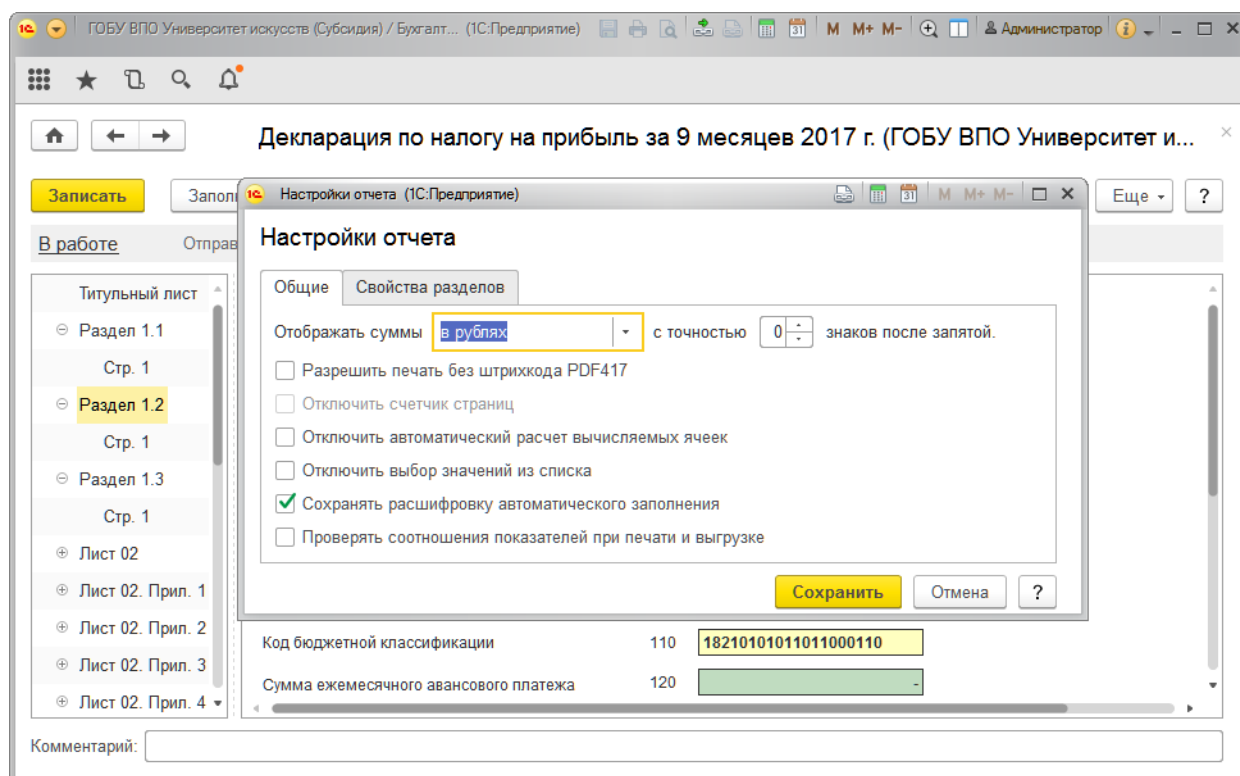 ГОБУ ВПО Университет искусств (Субсидия) / Бухгалт... (1С:Предприятие) 31 M M+ M- Администратор
Декларация по налогу на прибыль за 9 месяцев 2017 г. (ГОБУ ВПО Университет и...
Записать Запол Еще ?
В работе Отправ
Настройки отчета (1С:Предприятие) 31 M M+ M-
Настройки отчета
Общие Свойства разделов
Отображать суммы в рублях с точностью 0 знаков после запятой.
Разрешить печать без штрихкода PDF417
Отключить счетчик страниц
Отключить автоматический расчет вычисляемых ячеек
Отключить выбор значений из списка
Сохранять расшифровку автоматического заполнения
Проверять соотношения показателей при печати и выгрузке
Сохранить Отмена ?
Титульный лист
Раздел 1.1
Стр. 1
Раздел 1.2
Стр. 1
Раздел 1.3
Стр. 1
Лист 02
Лист 02. Прил. 1
Лист 02. Прил. 2
Лист 02. Прил. 3
Лист 02. Прил. 4
Код бюджетной классификации 110 18210101011011000110
Сумма ежемесячного авансового платежа 120 -
Комментарий: